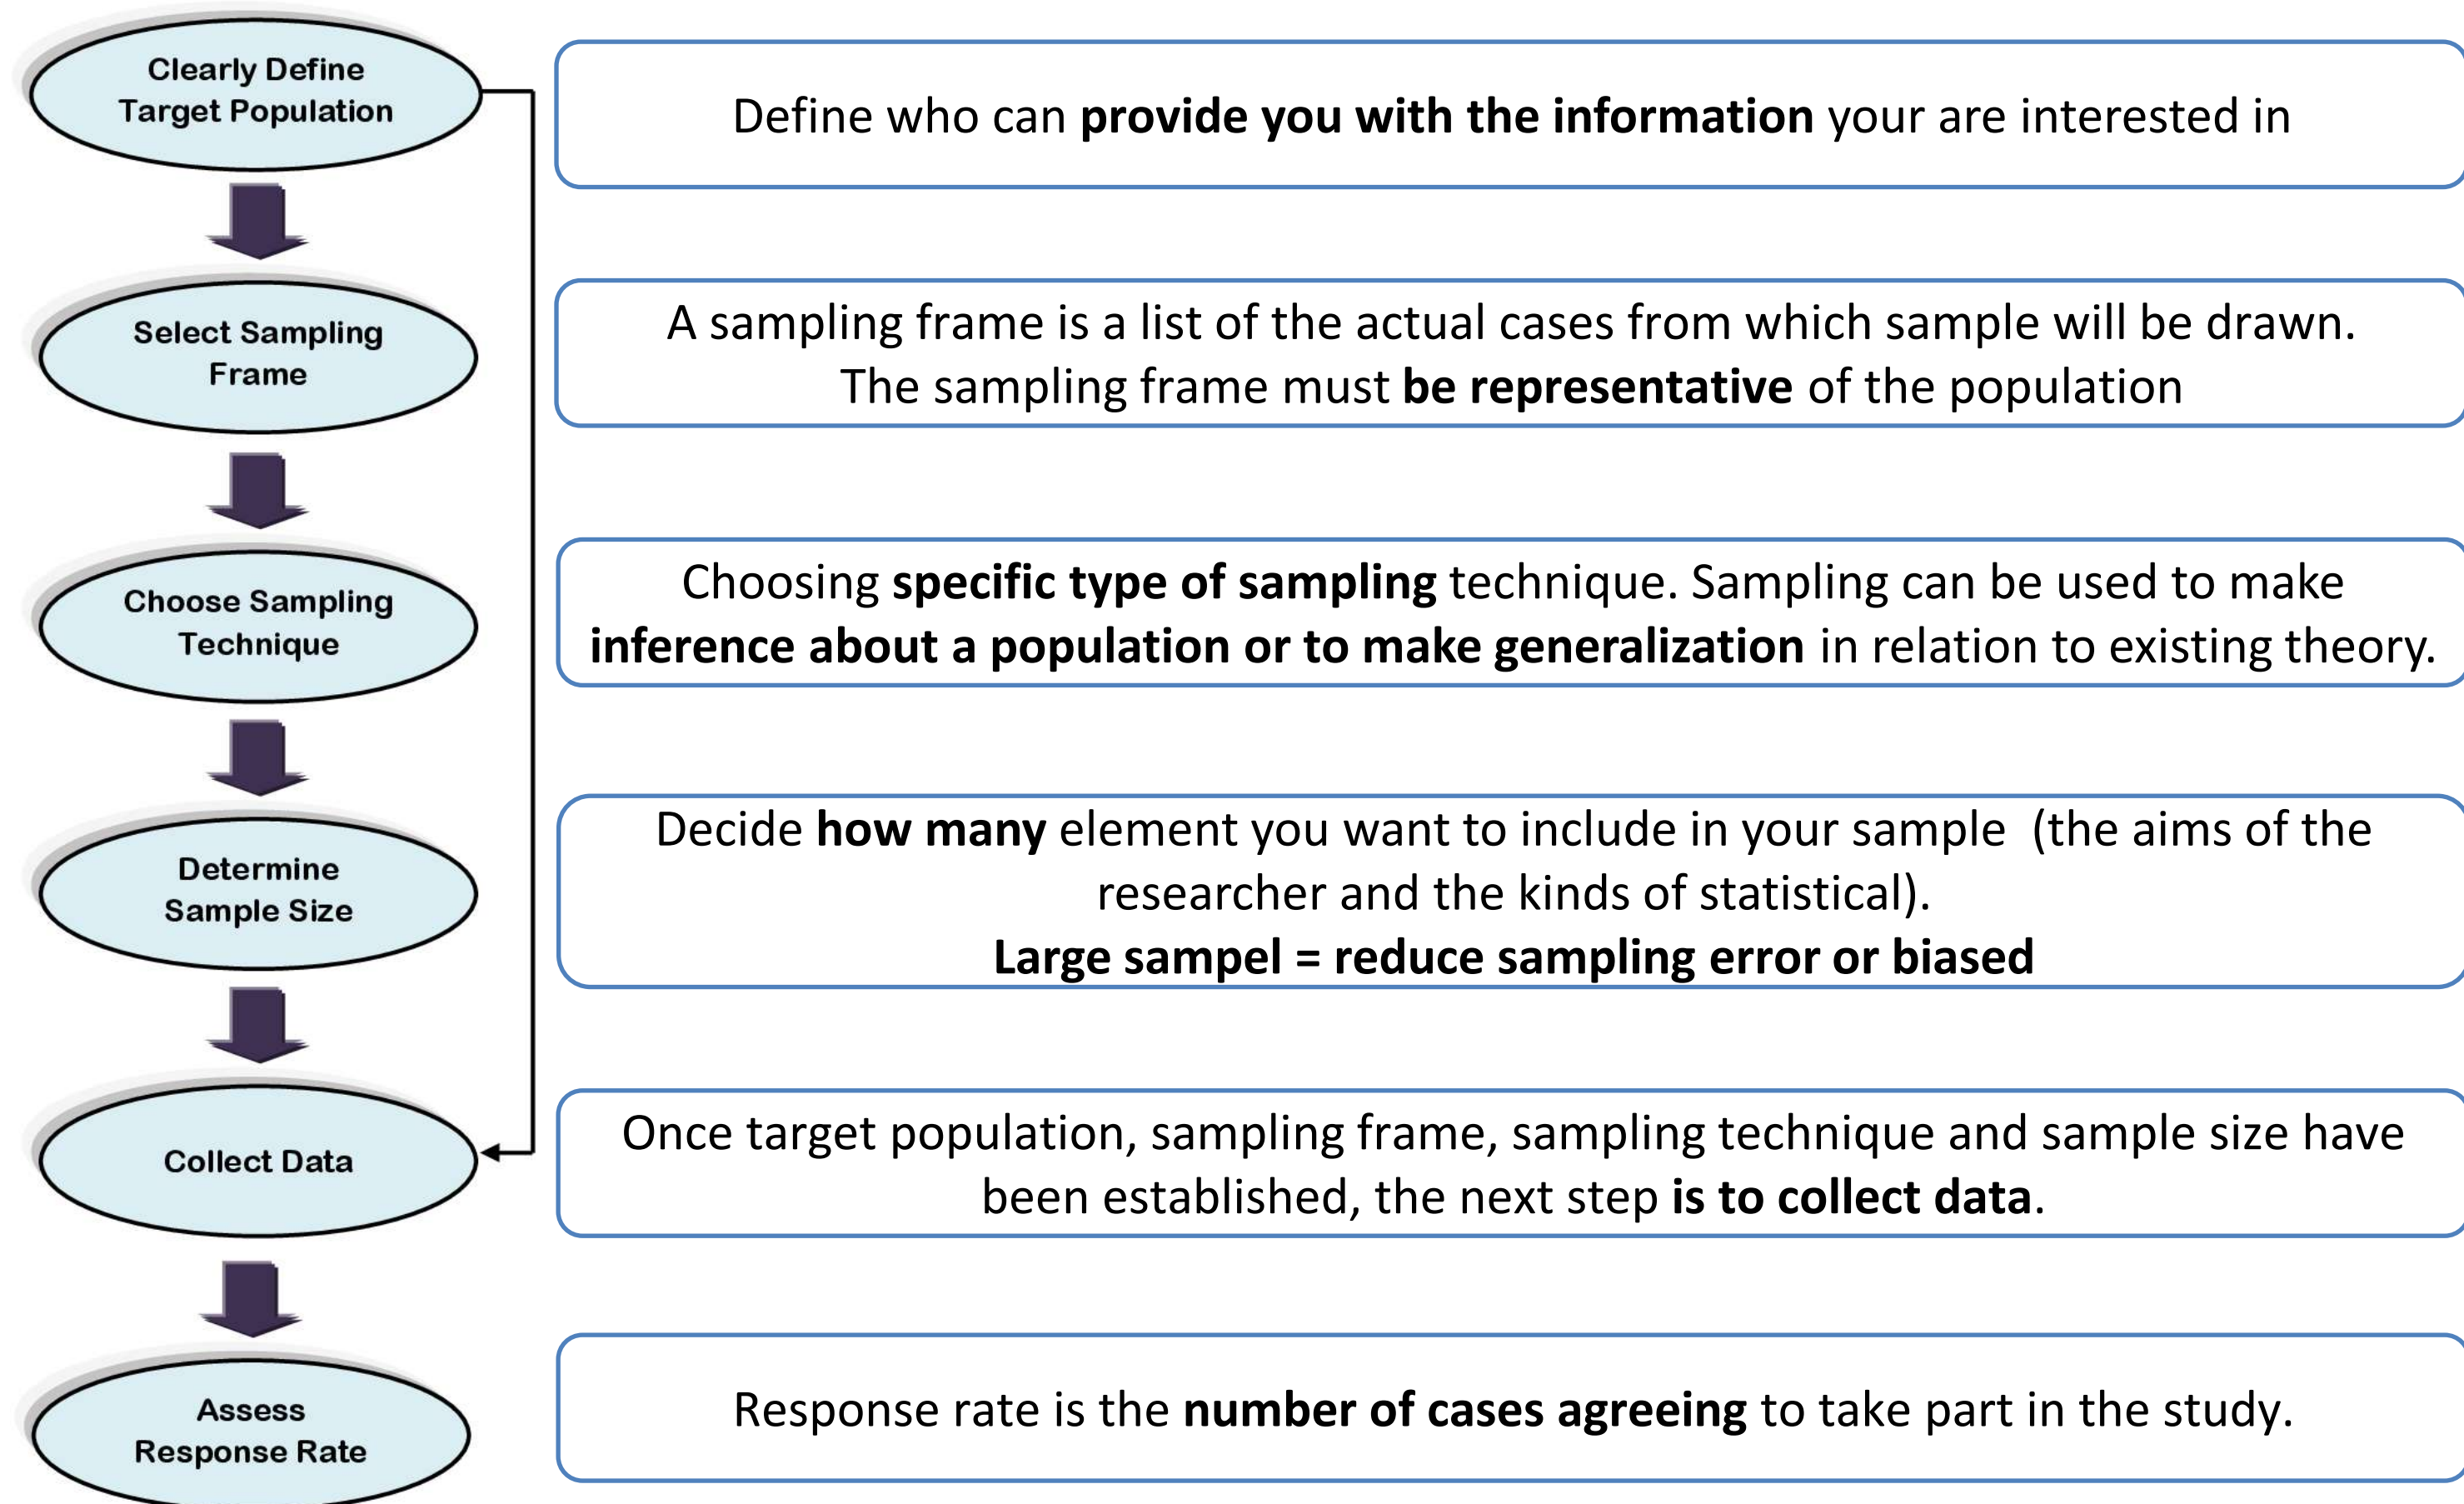 Clearly Define
Target Population
Define who can provide you with the information your are interested in
Select Sampling
Frame
A sampling frame is a list of the actual cases from which sample will be drawn.
The sampling frame must be representative of the population
Choose Sampling
Technique
Choosing specific type of sampling technique. Sampling can be used to make
inference about a population or to make generalization in relation to existing theory.
Determine
Sample Size
Decide how many element you want to include in your sample  (the aims of the
researcher and the kinds of statistical).
Large sampel = reduce sampling error or biased
Collect Data
Once target population, sampling frame, sampling technique and sample size have
been established, the next step is to collect data.
Assess
Response Rate
Response rate is the number of cases agreeing to take part in the study.